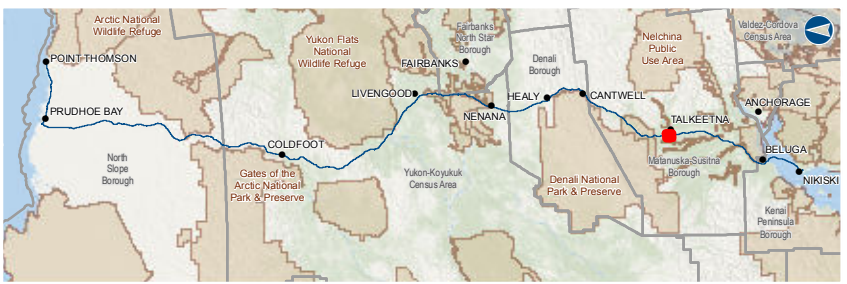 Arctic National
Wildlife Refuge
POINT THOMSON
PRUDHOE BAY
North
Slope
Borough
COLDFOOT
Gates of the
Arctic National
Park & Preserve
Yukon Flats
National
Wildlife Refuge
LIVENGOOD
FAIRBANKS
Fairbanks
North Star
Borough
Yukon-Koyukuk
Census Area
NENANA
HEALY
Denali
Borough
CANTWELL
Denali National
Park & Preserve
Nelchina
Public
Use Area
TALKEETNA
Matanuska-Susitna
Borough
Valdez-Cordova
Census Area
ANCHORAGE
BELUGA
NIKISKI
Kenai
Peninsula
Borough